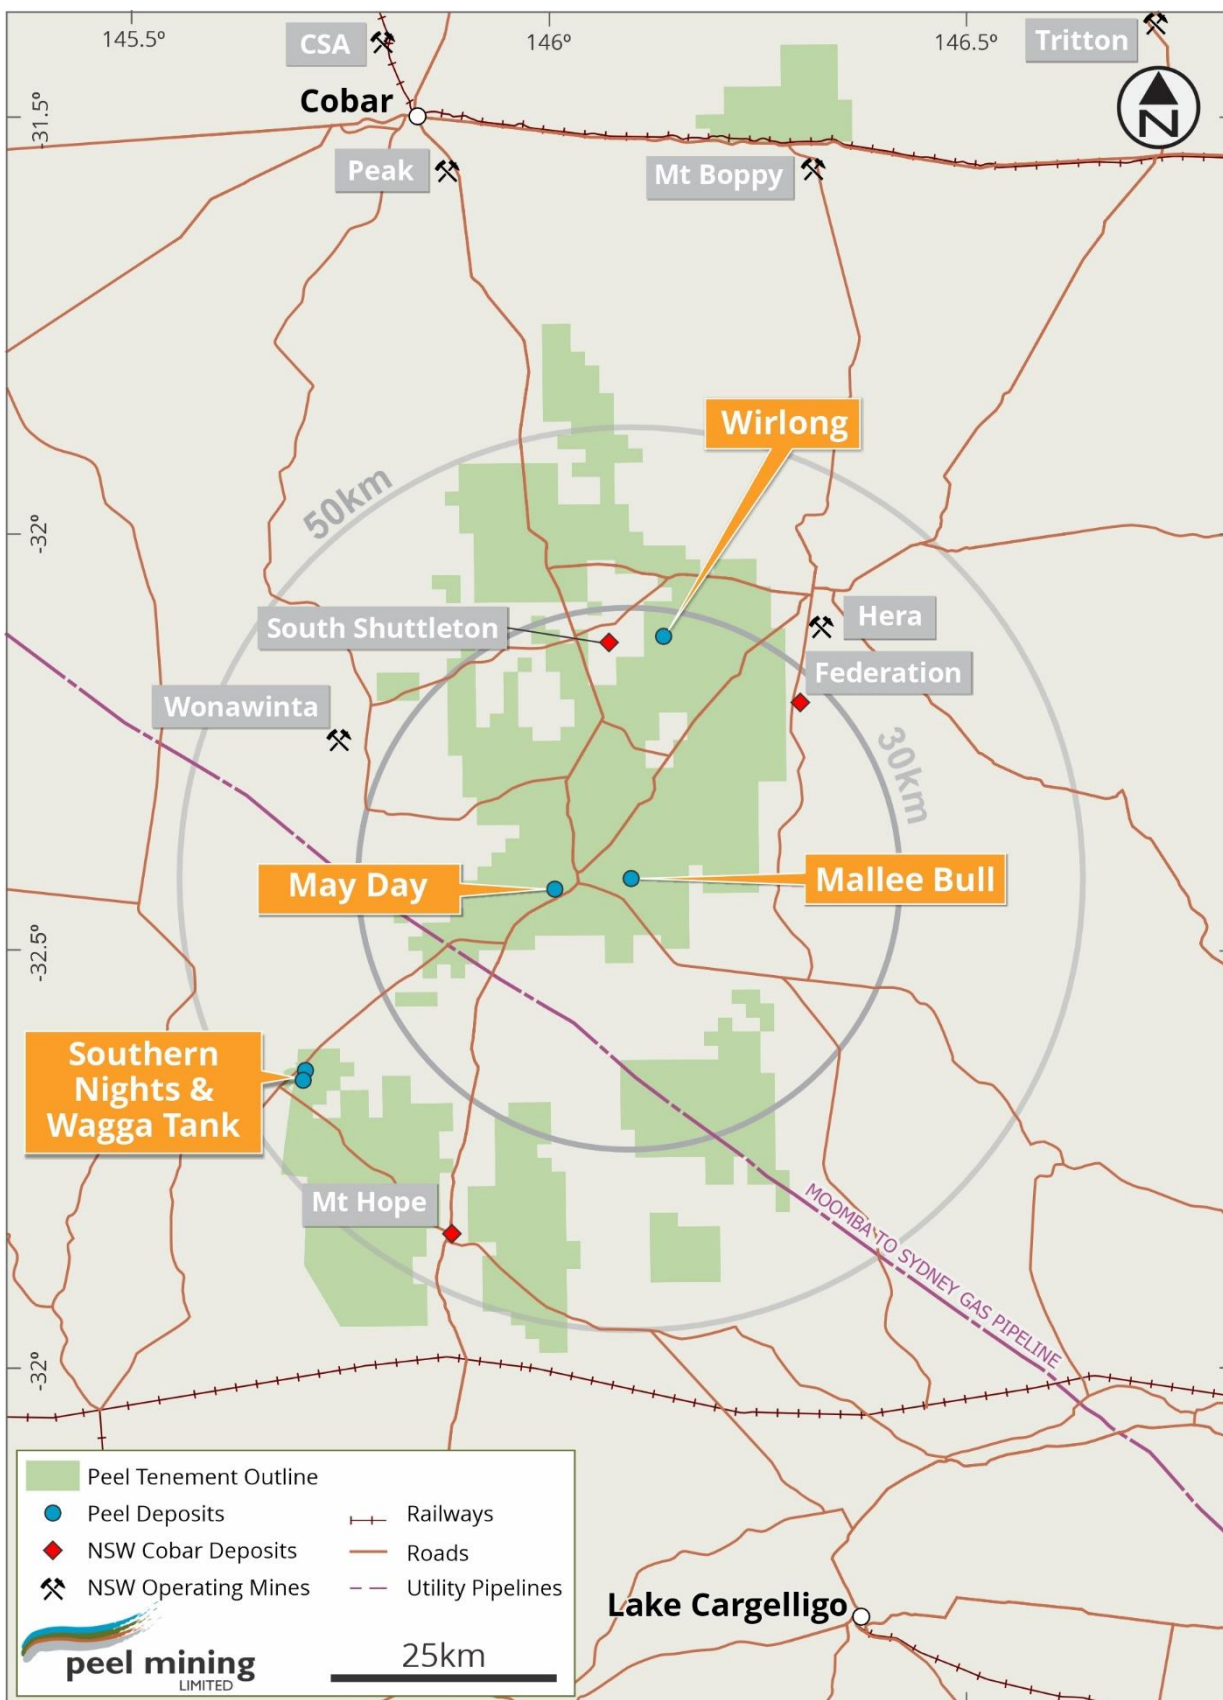 145.5º
146º
146.5º
CSA
Tritton
Cobar
-31.5º
N
Peak
Mt Boppy
Wirlong
50km
-32º
South Shuttleton
Hera
Federation
Wonawinta
30km
May Day
Mallee Bull
-32.5º
Southern
Nights &
Wagga Tank
Mt Hope
MOOMBA TO SYDNEY GAS PIPELINE
-32º
Peel Tenement Outline
Peel Deposits
Railways
NSW Cobar Deposits
Roads
NSW Operating Mines
Utility Pipelines
Lake Cargelligo
peel mining
LIMITED
25km